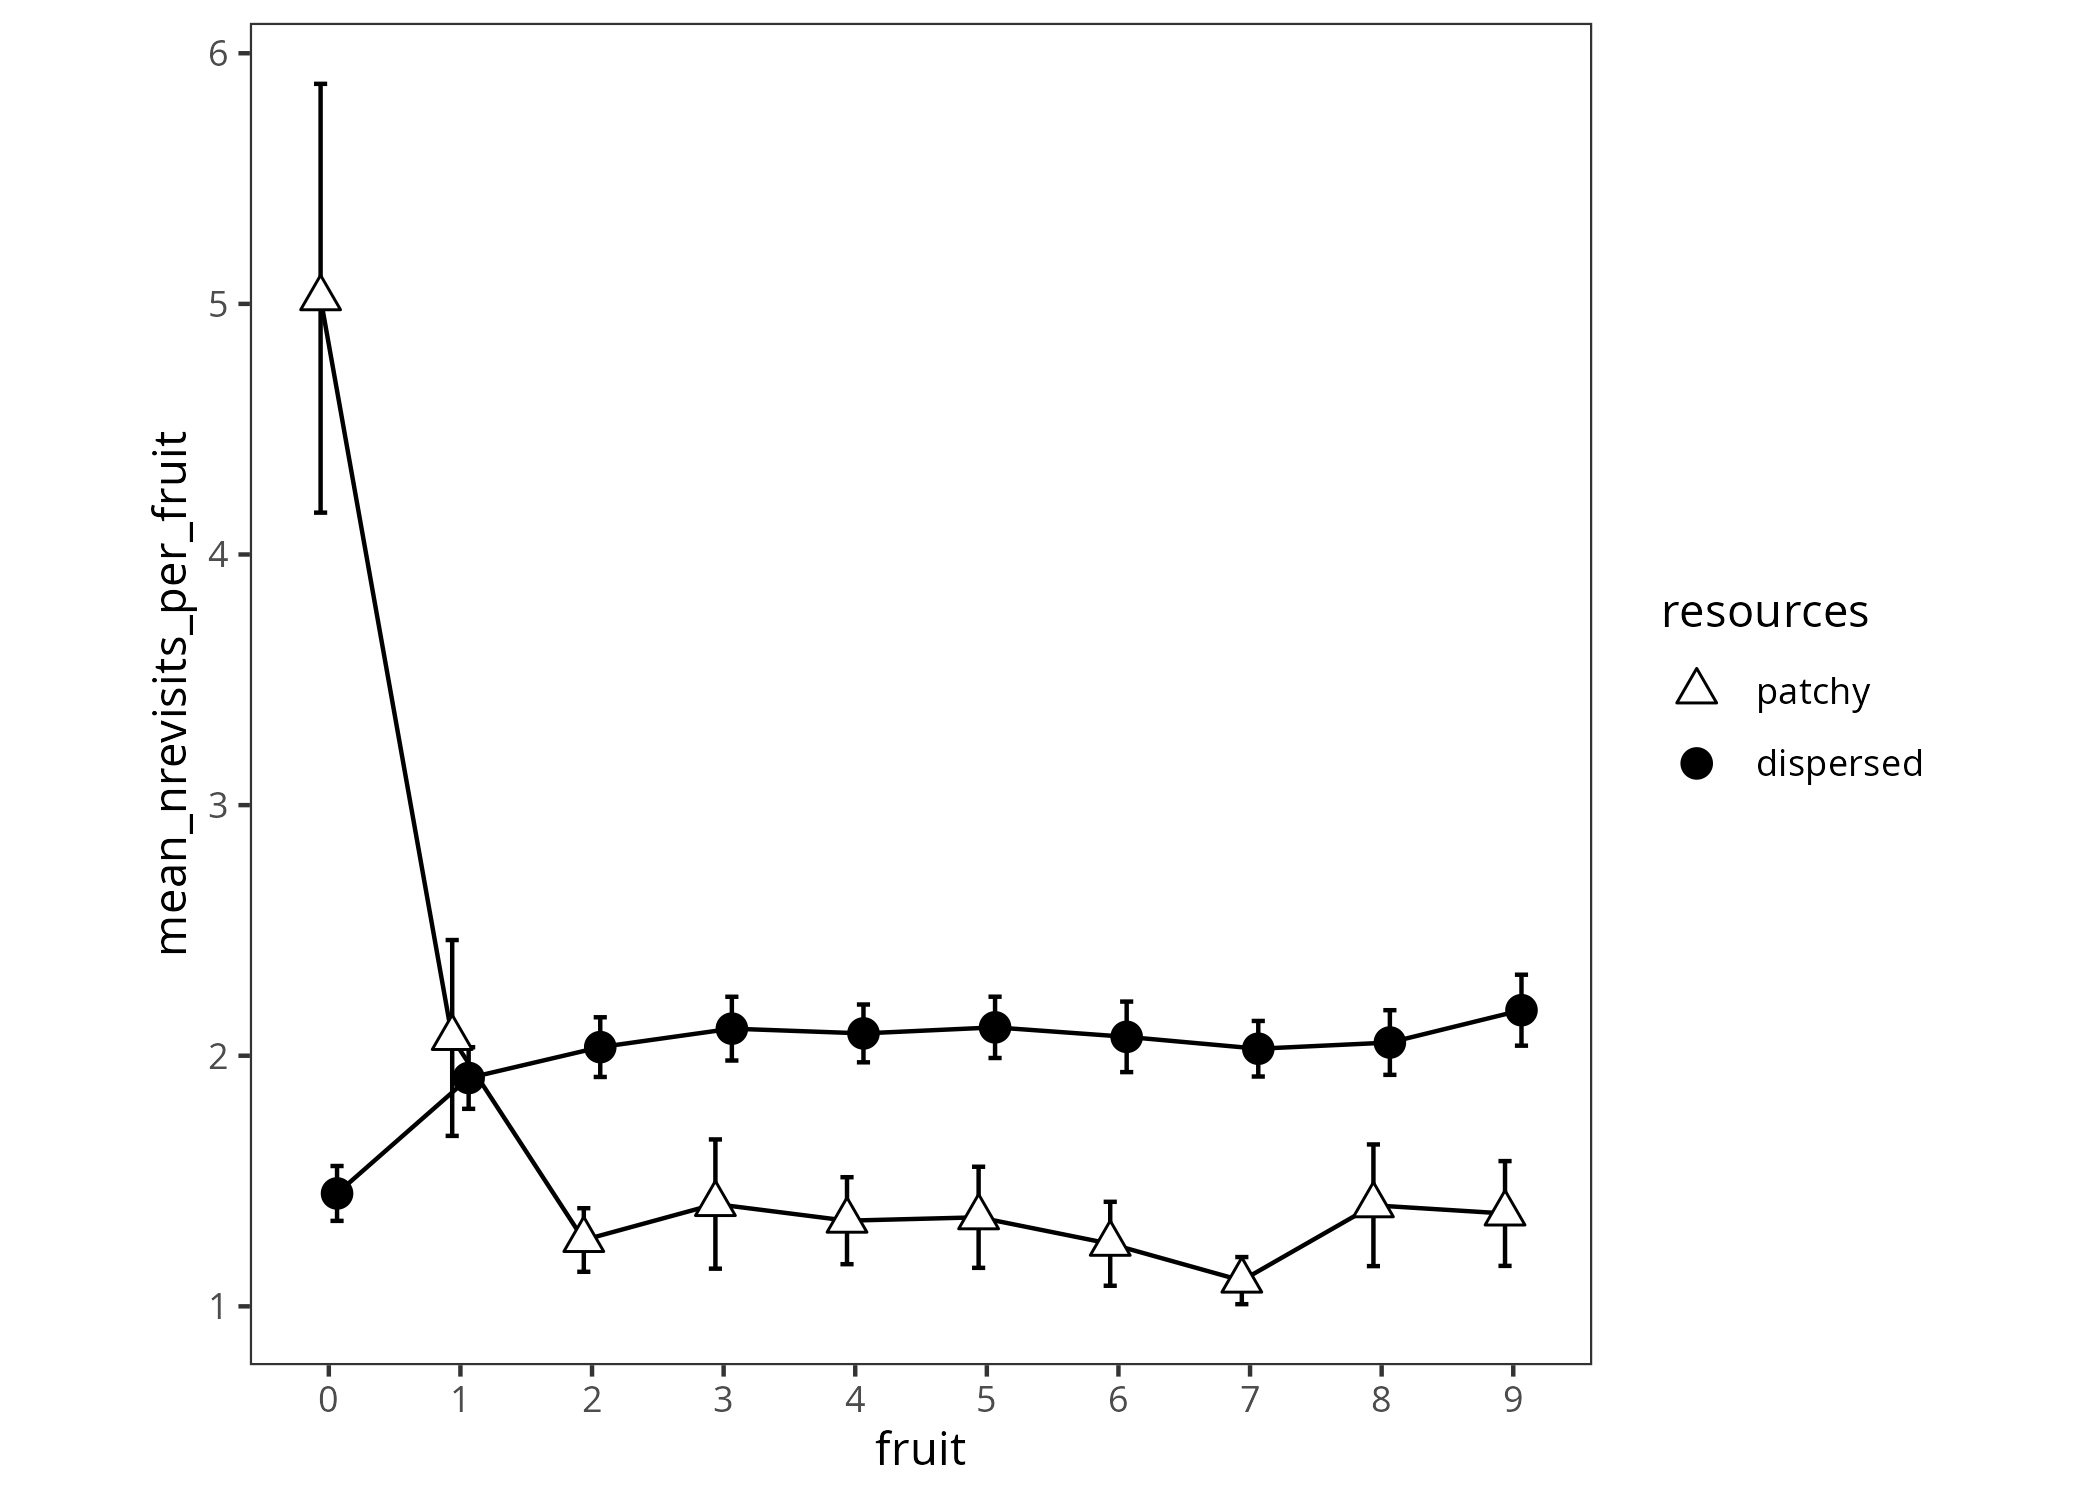 mean_nrevisits_per_fruit
6
5
4
3
2
1
0 1 2 3 4 5 6 7 8 9
fruit
resources
patchy
dispersed